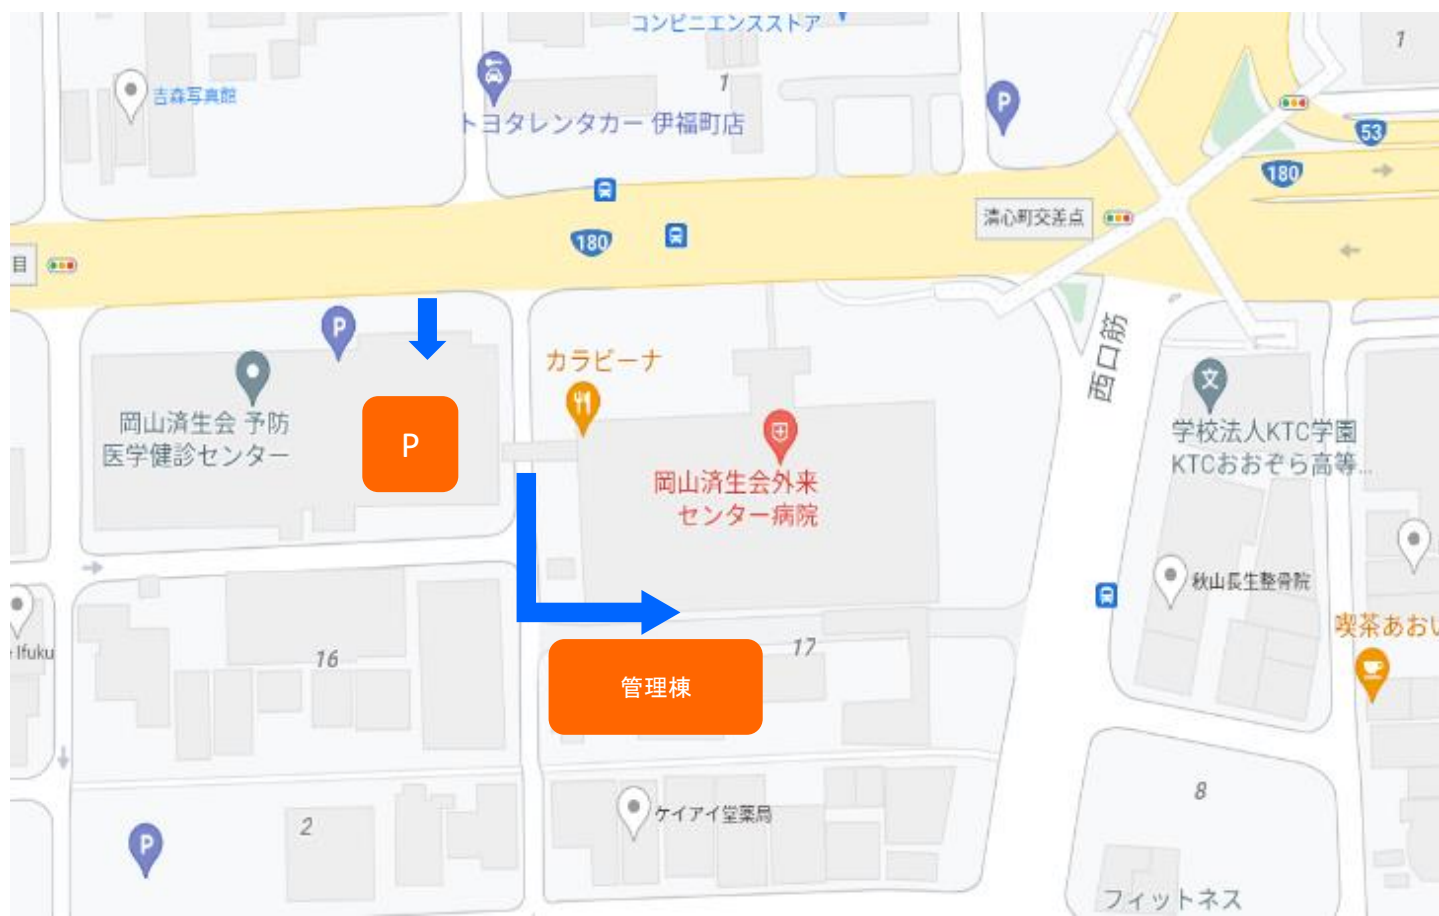 コンビニエンスストア
1
1
吉森写真館
トヨタレンタカー 伊福町店
P
53
180
清心町交差点
180
目
P
西口筋
カラビーナ
岡山済生会 予防
医学健診センター
P
岡山済生会外来
センター病院
文
学校法人KTC学園
KTCおおぞら高等...
秋山長生整骨院
喫茶あおい
Ifuku
16
17
管理棟
8
2
P
ケイアイ堂薬局
フィットネス